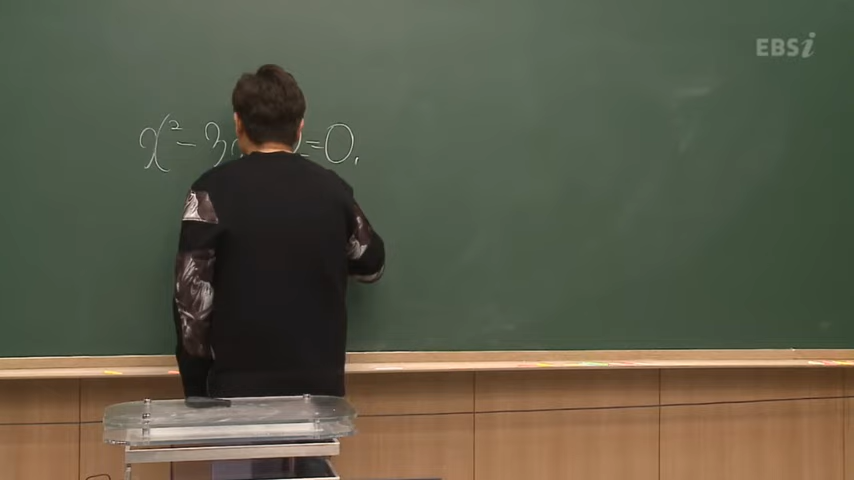 EBSi
x² - 3 = 0,